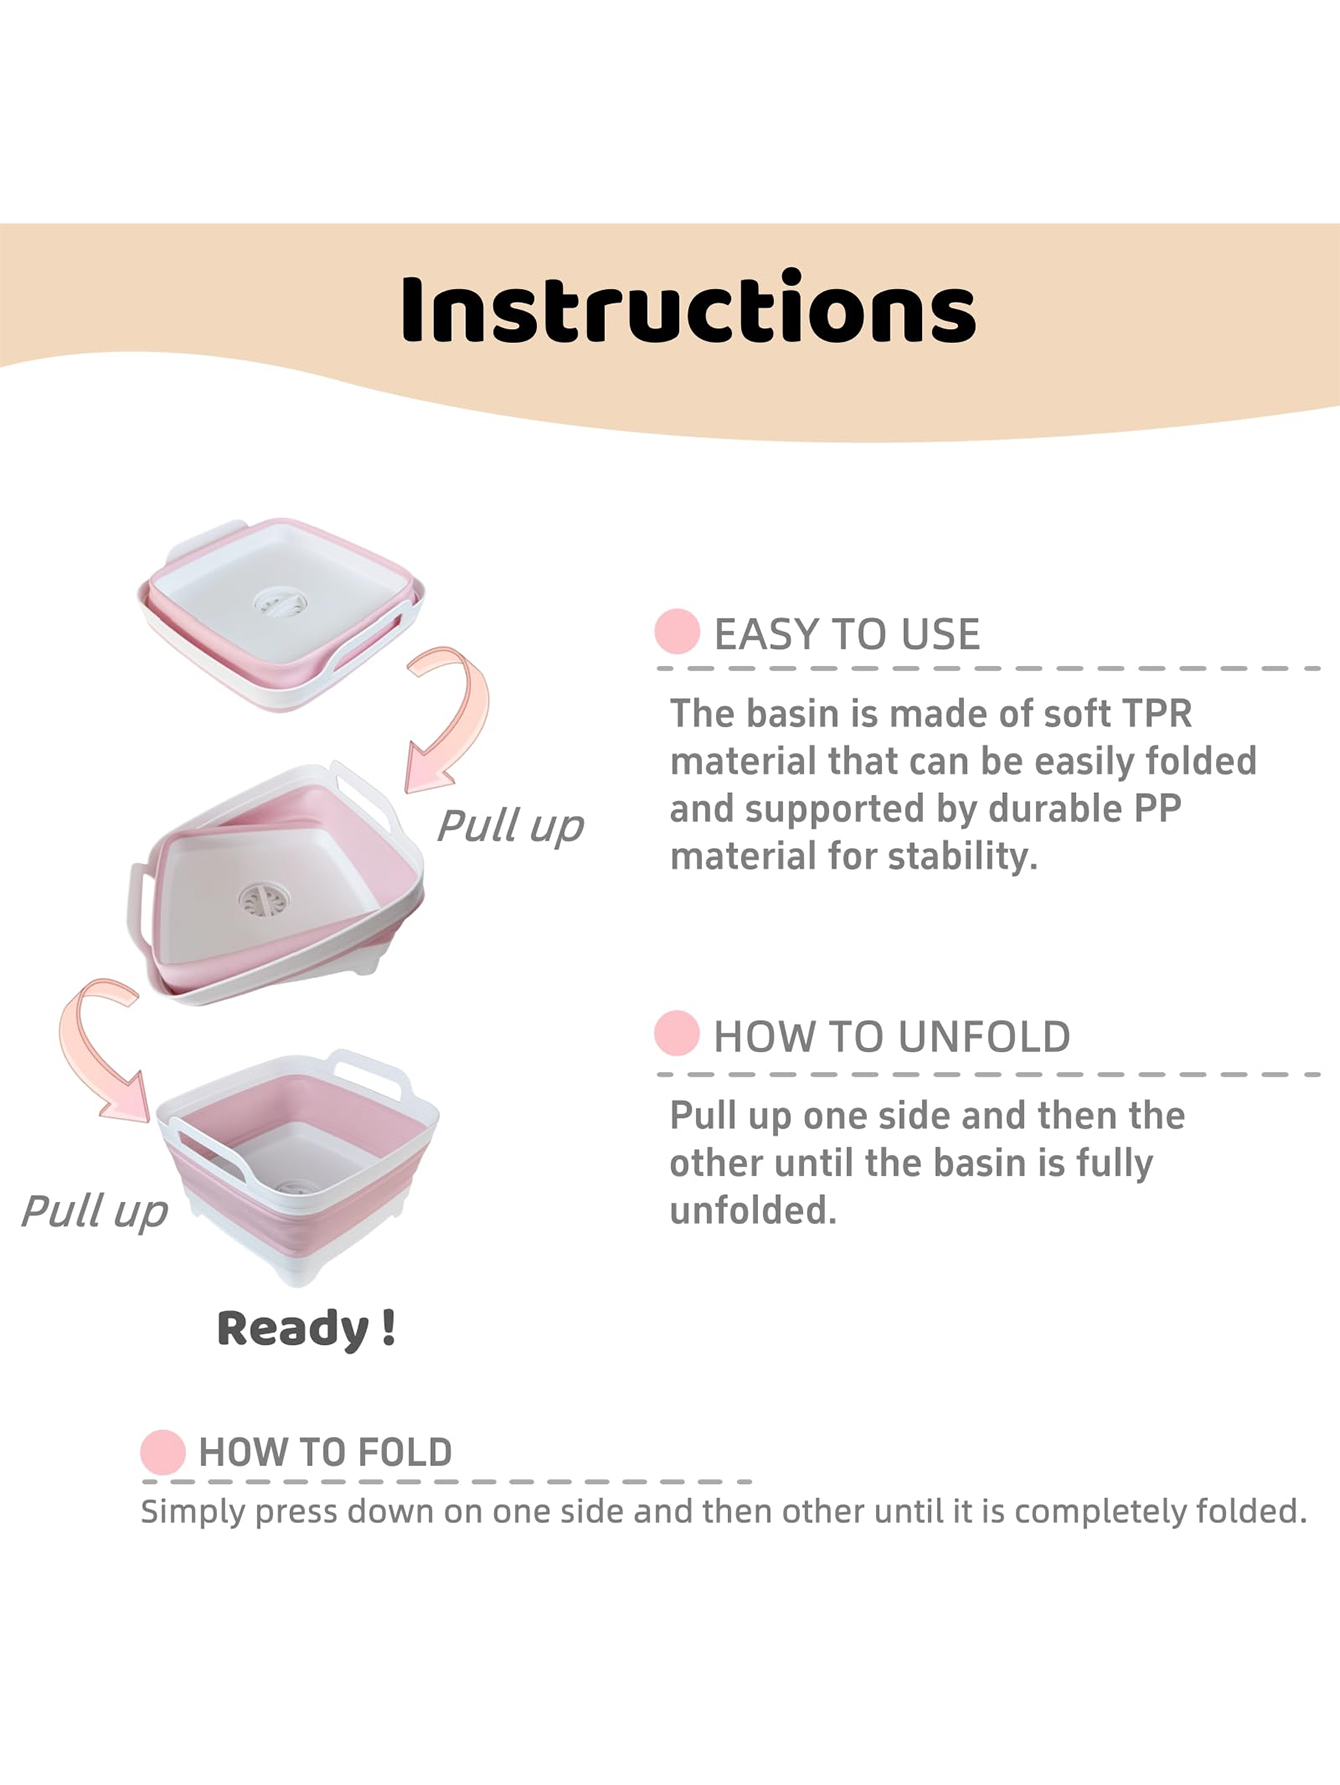 Instructions
EASY TO USE
The basin is made of soft TPR
material that can be easily folded
and supported by durable PP
material for stability.
Pull up
HOW TO UNFOLD
Pull up one side and then the
other until the basin is fully
unfolded.
Pull up
Ready !
HOW TO FOLD
Simply press down on one side and then other until it is completely folded.